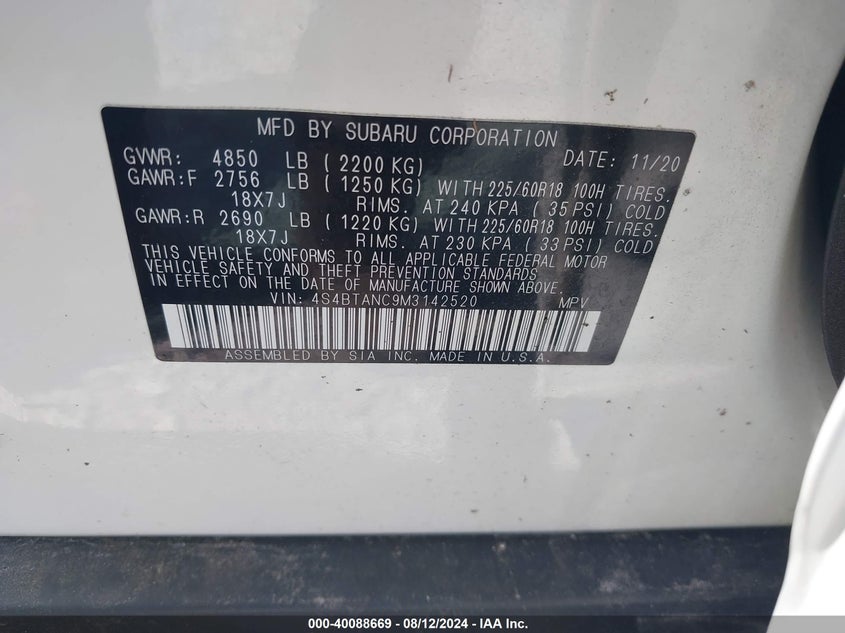 MFD BY SUBARU CORPORATION
GVWR: 4850 LB ( 2200 KG) DATE: 11/20
GAWR:F 2756 LB ( 1250 KG) WITH 225/60R18 100H TIRES.
18X7J RIMS. AT 240 KPA ( 35 PSI) COLD
GAWR:R 2690 LB ( 1220 KG) WITH 225/60R18 100H TIRES.
18X7J RIMS. AT 230 KPA ( 33 PSI) COLD
THIS VEHICLE CONFORMS TO ALL APPLICABLE FEDERAL MOTOR
VEHICLE SAFETY AND THEFT PREVENTION STANDARDS
IN EFFECT ON THE DATE OF MANUFACTURE SHOWN ABOVE.
VIN: 4S4BTANC9M3142520 MPV
ASSEMBLED BY SIA INC. MADE IN U.S.A.
000-40088669 - 08/12/2024 - IAA Inc.